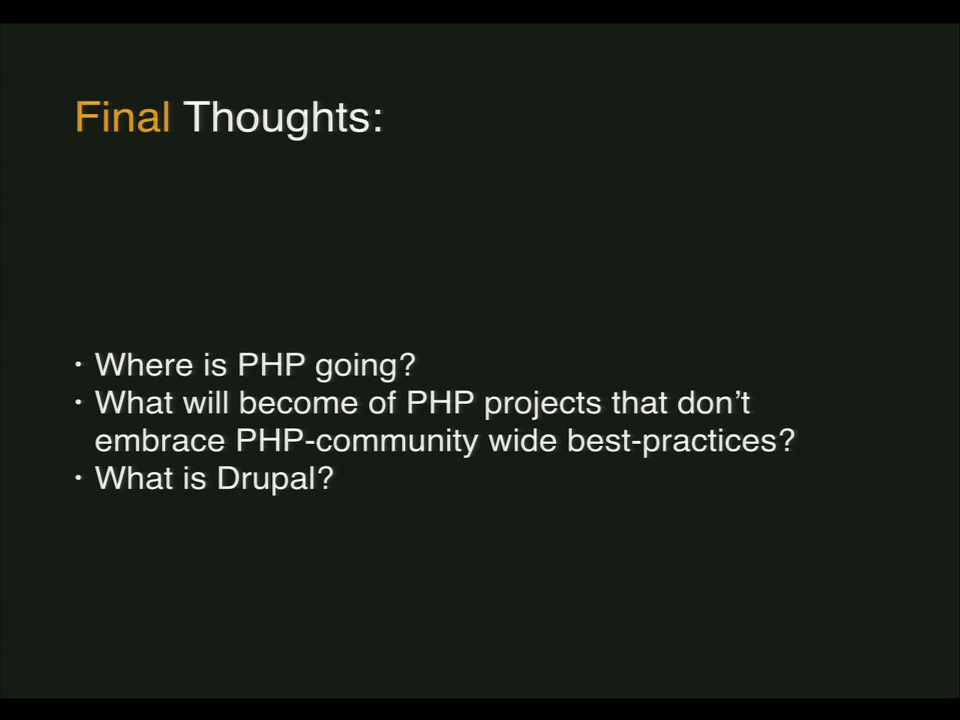 Final Thoughts:
• Where is PHP going?
• What will become of PHP projects that don’t
embrace PHP-community wide best-practices?
• What is Drupal?